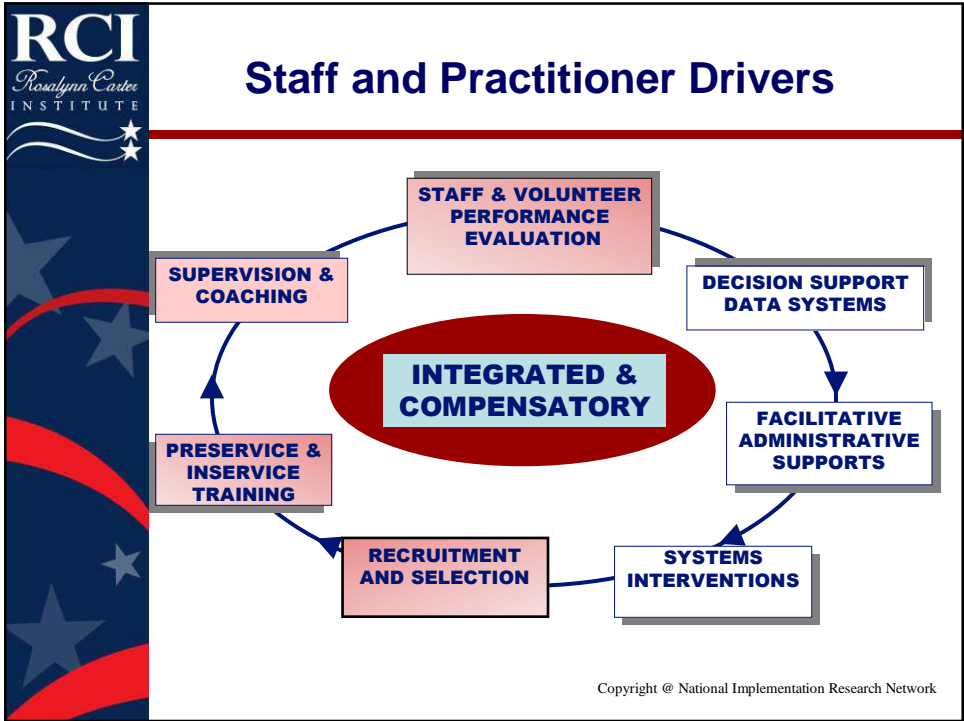 RCI
Rosalynn Carter
INSTITUTE
Staff and Practitioner Drivers
STAFF & VOLUNTEER
PERFORMANCE
EVALUATION
SUPERVISION &
COACHING
DECISION SUPPORT
DATA SYSTEMS
INTEGRATED &
COMPENSATORY
FACILITATIVE
ADMINISTRATIVE
SUPPORTS
PRESERVICE &
INSERVICE
TRAINING
RECRUITMENT
AND SELECTION
SYSTEMS
INTERVENTIONS
Copyright @ National Implementation Research Network